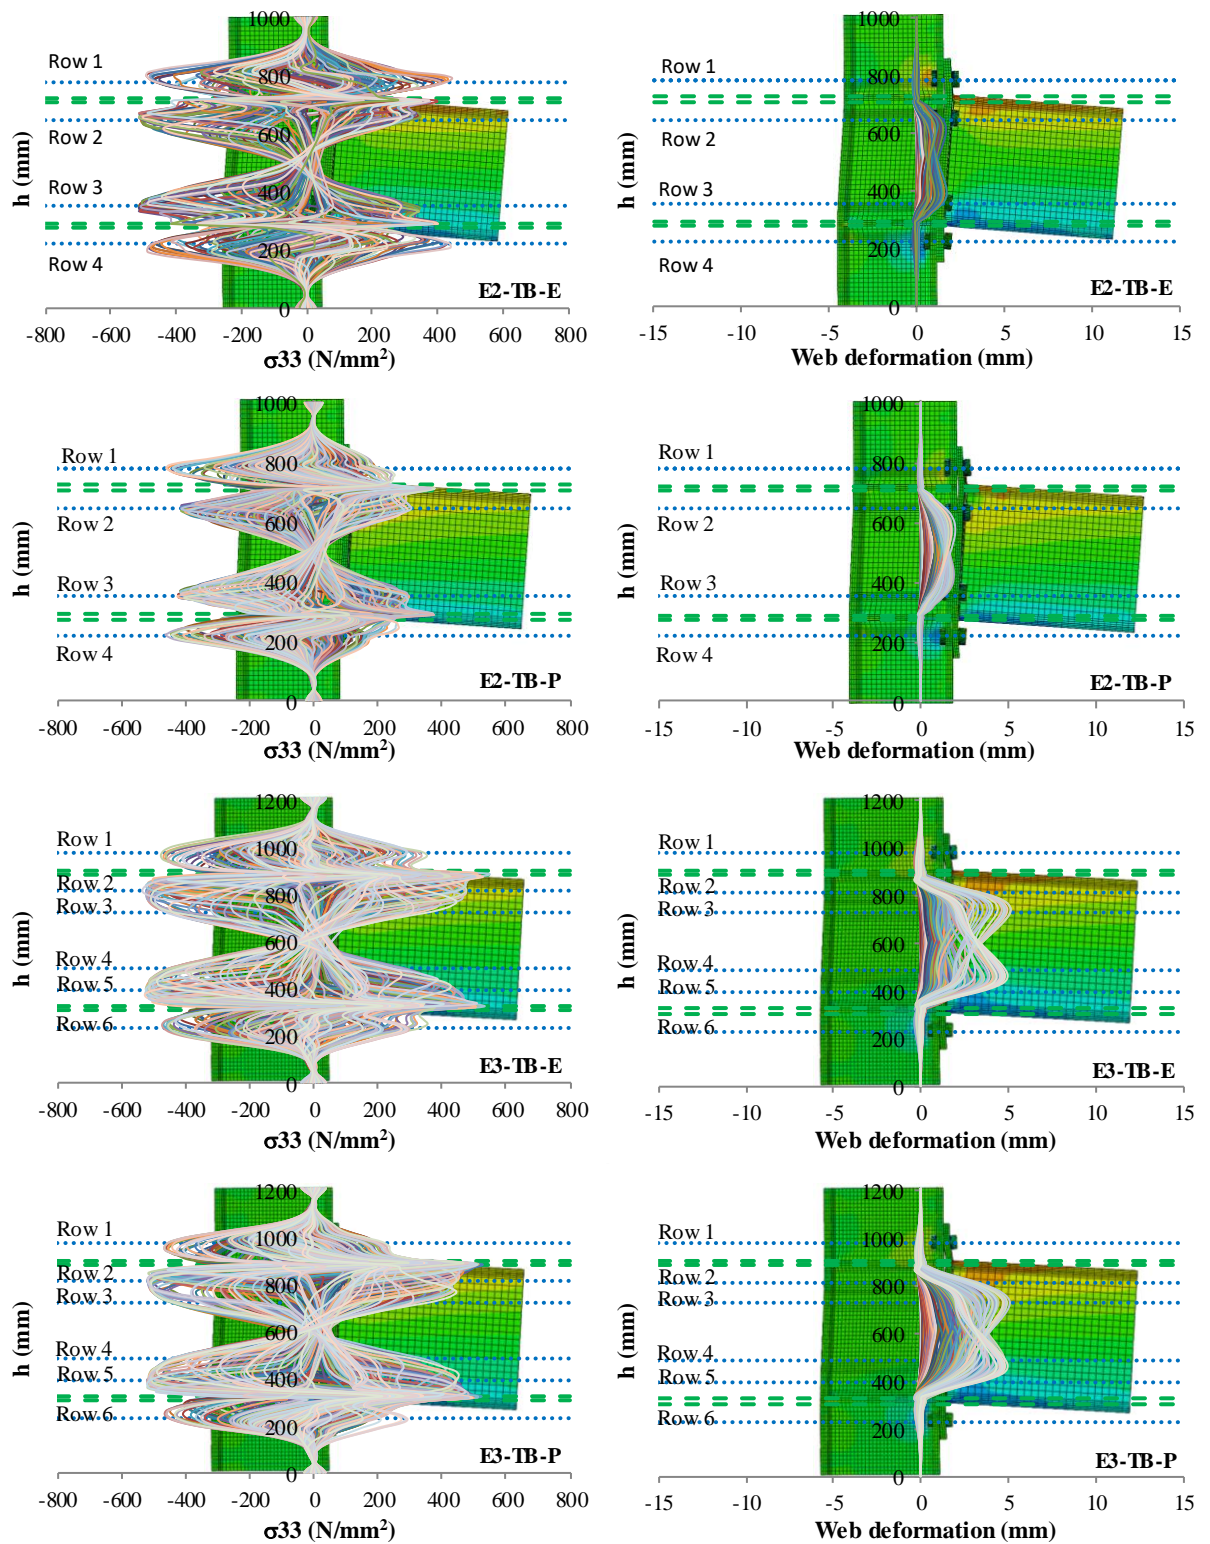 1000
Row 1
800
Row 2
600
Row 3
400
200
Row 4
E2-TB-E
0
-800 -600 -400 -200 0 200 400 600 800
h (mm)
σ33 (N/mm²)
1000
Row 1
800
Row 2
600
Row 3
400
200
Row 4
E2-TB-E
0
-15 -10 -5 0 5 10 15
h (mm)
Web deformation (mm)
1000
Row 1
800
Row 2
600
Row 3
400
200
Row 4
E2-TB-P
0
-800 -600 -400 -200 0 200 400 600 800
h (mm)
σ33 (N/mm²)
1000
Row 1
800
Row 2
600
Row 3
400
200
Row 4
E2-TB-P
0
-15 -10 -5 0 5 10 15
h (mm)
Web deformation (mm)
1200
Row 1
1000
Row 2
800
Row 3
600
Row 4
Row 5
400
Row 6
200
E3-TB-E
0
-800 -600 -400 -200 0 200 400 600 800
h (mm)
σ33 (N/mm²)
1200
Row 1
1000
Row 2
800
Row 3
600
Row 4
Row 5
400
Row 6
200
E3-TB-E
0
-15 -10 -5 0 5 10 15
h (mm)
Web deformation (mm)
1200
Row 1
1000
Row 2
800
Row 3
600
Row 4
Row 5
400
Row 6
200
E3-TB-P
0
-800 -600 -400 -200 0 200 400 600 800
h (mm)
σ33 (N/mm²)
1200
Row 1
1000
Row 2
800
Row 3
600
Row 4
Row 5
400
Row 6
200
E3-TB-P
0
-15 -10 -5 0 5 10 15
h (mm)
Web deformation (mm)